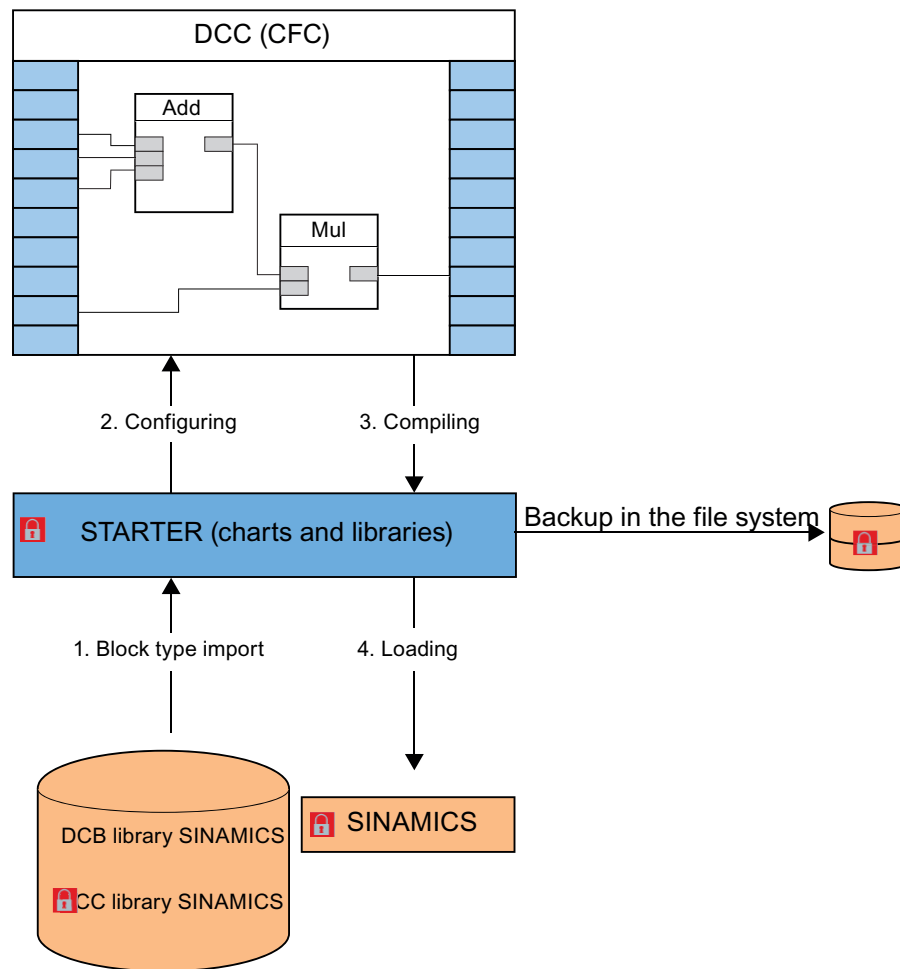 DCC (CFC)
Add
Mul
2. Configuring
3. Compiling
STARTER (charts and libraries)
Backup in the file system
1. Block type import
4. Loading
DCB library SINAMICS
SINAMICS
CC library SINAMICS